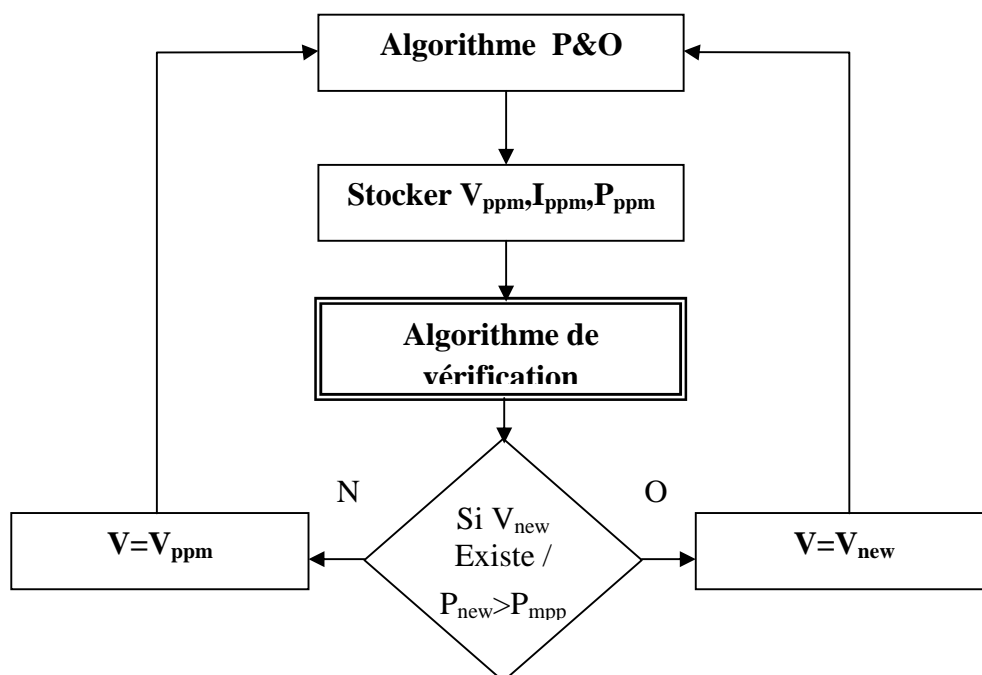 Algorithme P&O
Stocker Vppm,Ippm,Pppm
Algorithme de
vérification
N
O
Si Vnew
Existe /
Pnew>Pmpp
V=Vppm
V=Vnew